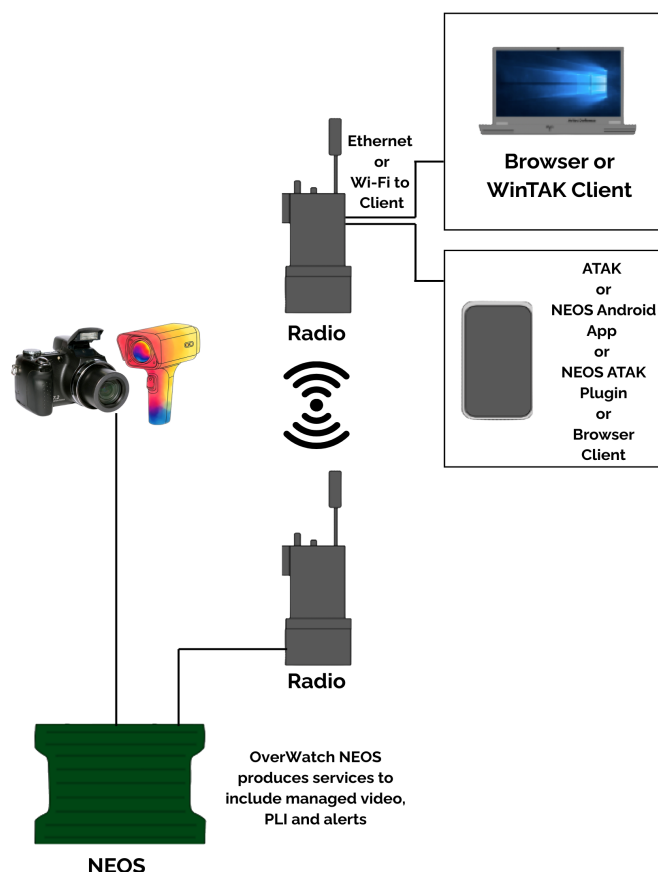 Ethernet
or
Wi-Fi to
Client
Browser or
WinTAK Client
Radio
ATAK
or
NEOS Android
App
or
NEOS ATAK
Plugin
or
Browser
Client
Radio
OverWatch NEOS
produces services to
include managed video,
PLI and alerts
NEOS